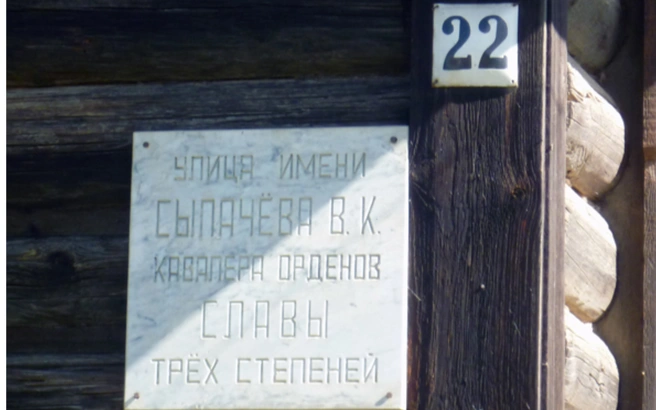 22
УЛИЦА ИМЕНИ
СЫПАЧЁВА В. К.
КАВАЛЕРА ОРДЕНОВ
СЛАВЫ
ТРЁХ СТЕПЕНЕЙ